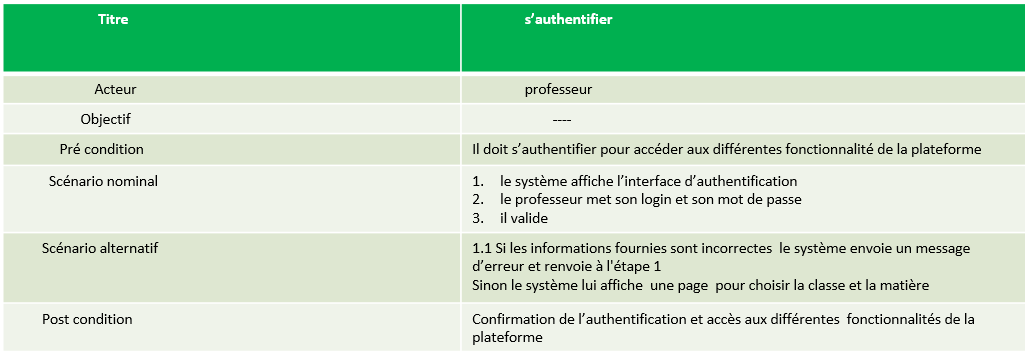 Titre s’authentifier
Acteur professeur
Objectif ----
Pré condition Il doit s’authentifier pour accéder aux différentes fonctionnalité de la plateforme
Scénario nominal 1. le système affiche l’interface d’authentification
2. le professeur met son login et son mot de passe
3. il valide
Scénario alternatif 1.1 Si les informations fournies sont incorrectes le système envoie un message
d’erreur et renvoie à l'étape 1
Sinon le système lui affiche une page pour choisir la classe et la matière
Post condition Confirmation de l’authentification et accès aux différentes fonctionnalités de la
plateforme